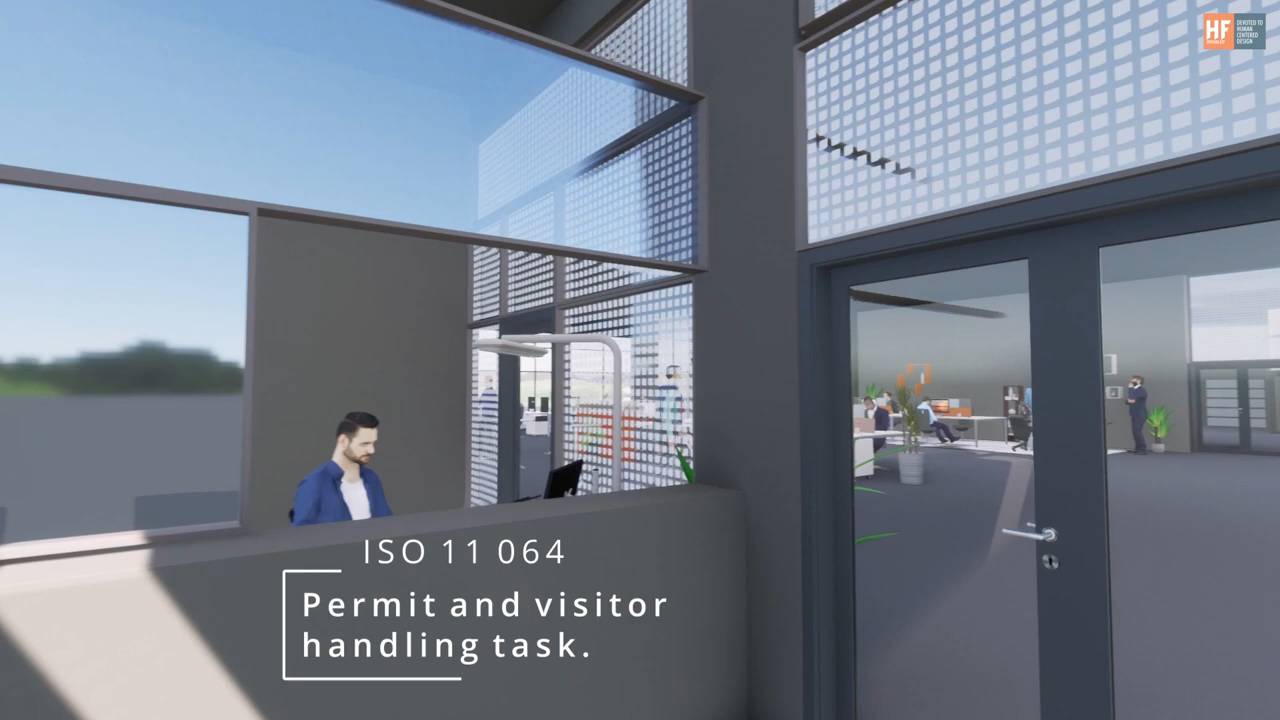 HF
DEVOTED TO
HUMAN
CENTERED
DESIGN
ISO 11 064
Permit and visitor
handling task.